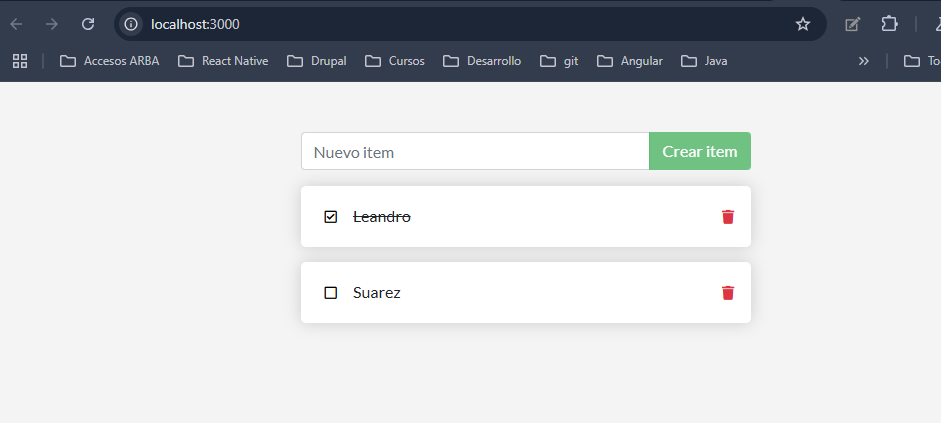 localhost:3000
Accesos ARBA React Native Drupal Cursos Desarrollo git Angular Java To
Nuevo item Crear item
Leandro
Suarez